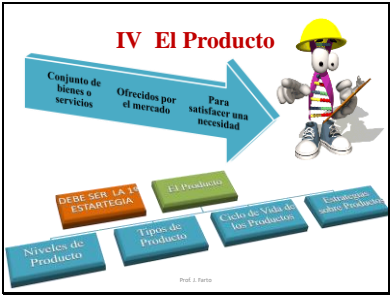 IV El Producto
Conjunto de
bienes o
servicios
Ofrecidos por
el mercado
Para
satisfacer una
necesidad
DEBE SER LA 1ª
ESTARTEGIA
El Producto
Niveles de
Producto
Tipos de
Producto
Ciclo de Vida de
los Productos
Estrategias
sobre Productos
Prof. J. Farto